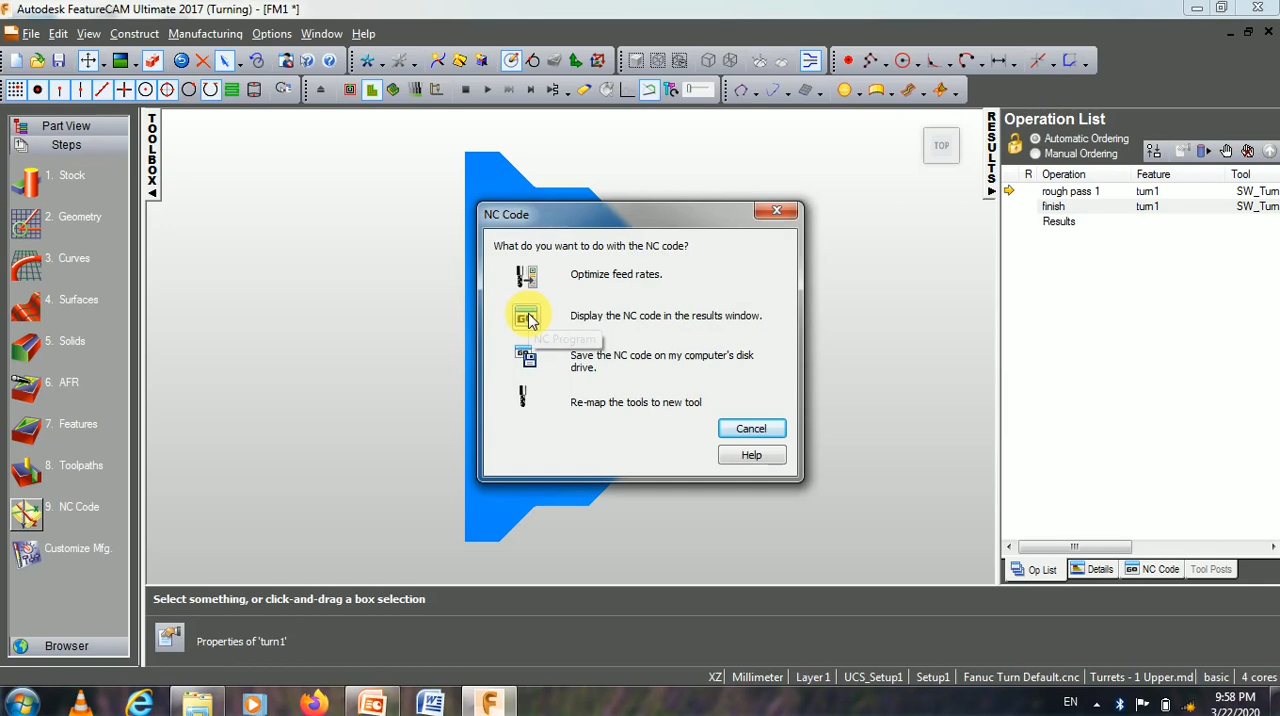 Autodesk FeatureCAM Ultimate 2017 (Turning) - [FM1 *]
File Edit View Construct Manufacturing Options Window Help
Part View
Steps
1. Stock
2. Geometry
3. Curves
4. Surfaces
5. Solids
6. AFR
7. Features
8. Toolpaths
9. NC Code
Customize Mfg.
Browser
TOOLBOX
TOP
NC Code
What do you want to do with the NC code?
Optimize feed rates.
Display the NC code in the results window.
NC Program
Save the NC code on my computer's disk
drive.
Re-map the tools to new tool
Cancel
Help
RESULTS
Operation List
Automatic Ordering
Manual Ordering
R Operation Feature Tool
rough pass 1 turn1 SW_Turn
finish turn1 SW_Turn
Results
Op List Details NC Code Tool Posts
Select something, or click-and-drag a box selection
Properties of 'turn1'
XZ Millimeter Layer1 UCS_Setup1 Setup1 Fanuc Turn Default.cnc Turrets - 1 Upper.md basic 4 cores
EN 9:58 PM
3/22/2020